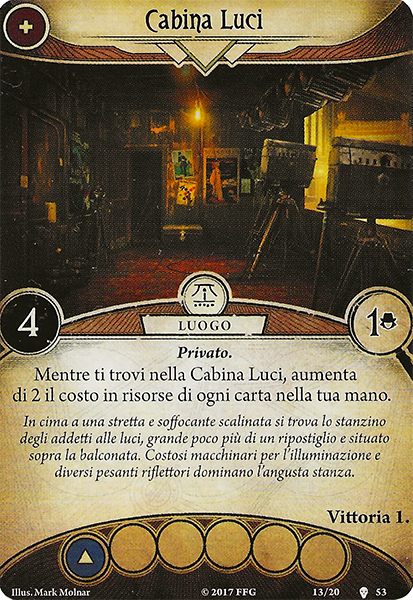 Cabina Luci
4
LUOGO
1
Privato.
Mentre ti trovi nella Cabina Luci, aumenta
di 2 il costo in risorse di ogni carta nella tua mano.
In cima a una stretta e soffocante scalinata si trova lo stanzino
degli addetti alle luci, grande poco più di un ripostiglio e situato
sopra la balconata. Costosi macchinari per l'illuminazione e
diversi pesanti riflettori dominano l'angusta stanza.
Vittoria 1.
Illus. Mark Molnar © 2017 FFG 13/20 53